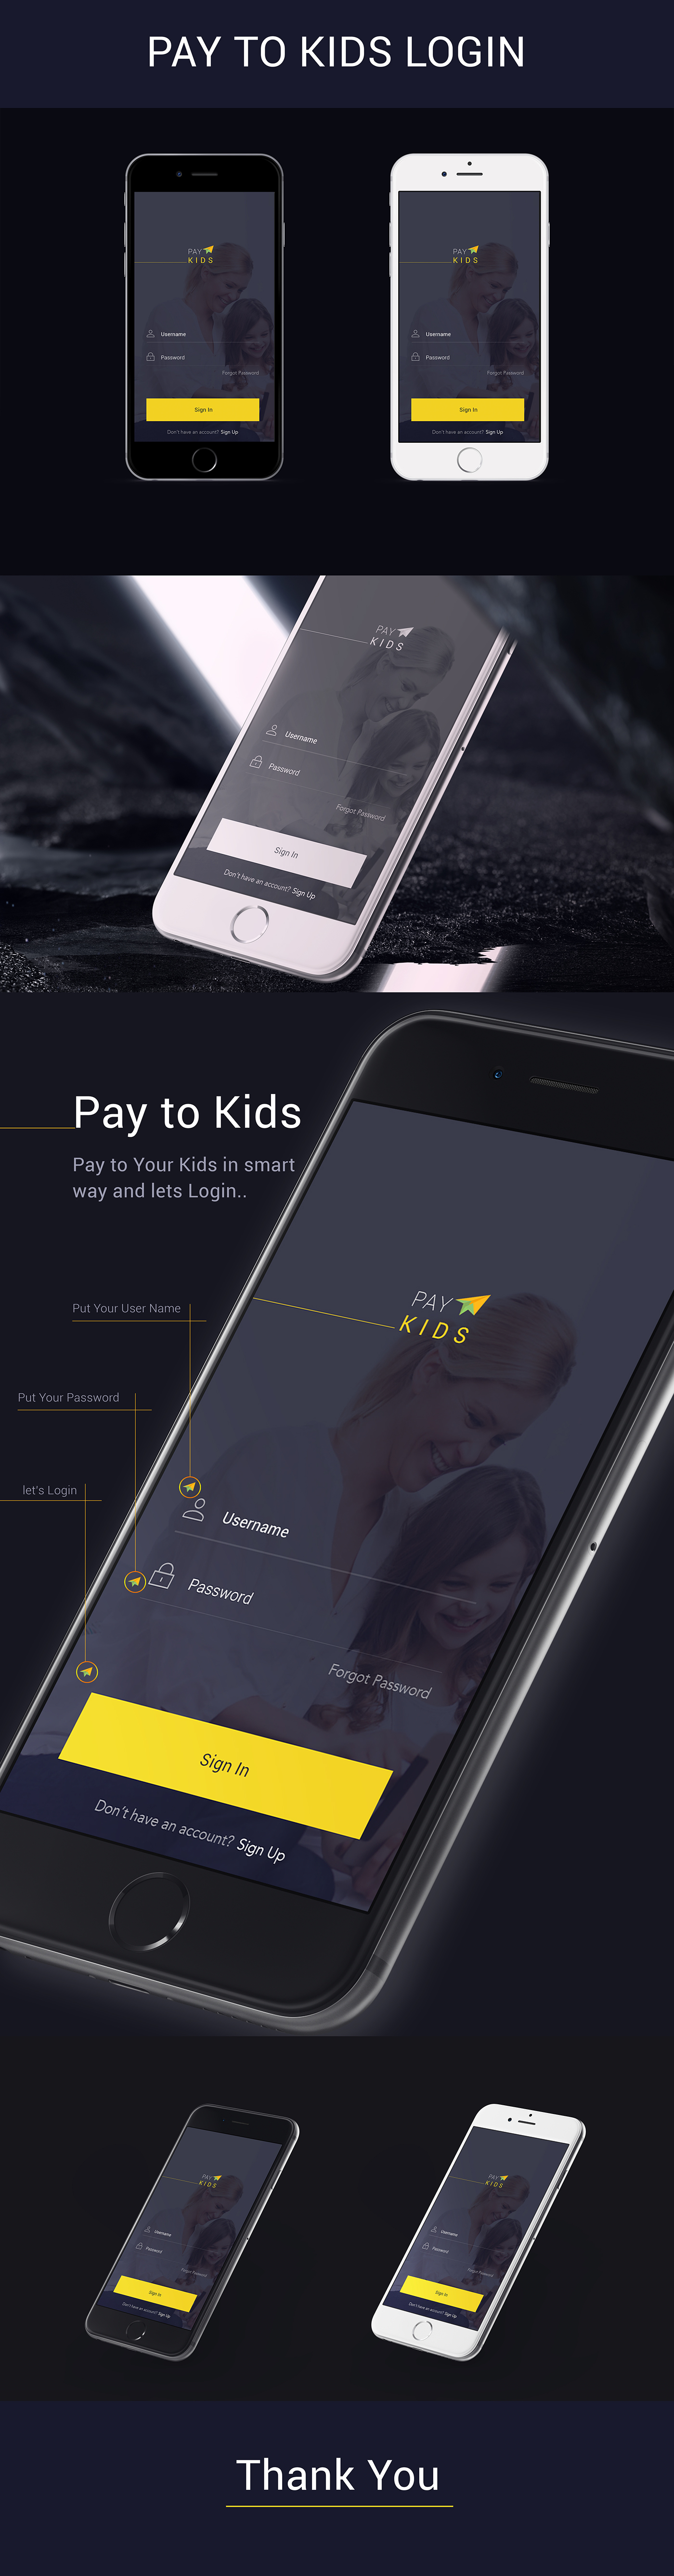 PAY TO KIDS LOGIN
PAY
KIDS
Username
Password
Forgot Password
Sign In
Don't have an account? Sign Up
PAY
KIDS
Username
Password
Forgot Password
Sign In
Don't have an account? Sign Up
PAY
KIDS
Username
Password
Forgot Password
Sign In
Don't have an account? Sign Up
Pay to Kids
Pay to Your Kids in smart
way and lets Login..
Put Your User Name
Put Your Password
let's Login
PAY
KIDS
Username
Password
Forgot Password
Sign In
Don't have an account? Sign Up
PAY
KIDS
Username
Password
Forgot Password
Sign In
Don't have an account? Sign Up
PAY
KIDS
Username
Password
Forgot Password
Sign In
Don't have an account? Sign Up
Thank You